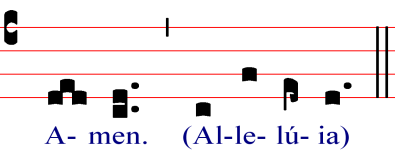 A- men. (Al-le- lú- ia)